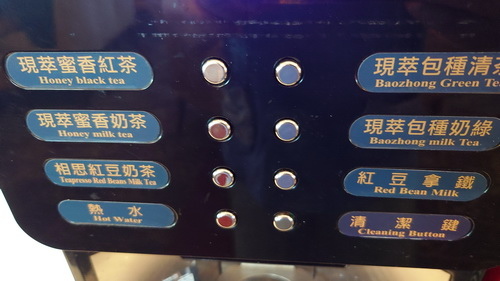 現萃蜜香紅茶
Honey black tea
現萃包種清茶
Baozhong Green Te
現萃蜜香奶茶
Honey milk tea
現萃包種奶綠
Baozhong milk Tea
相思紅豆奶茶
Teapresso Red Beans Milk Tea
紅豆拿鐵
Red Bean Milk
熱水
Hot Water
清潔鍵
Cleaning Button